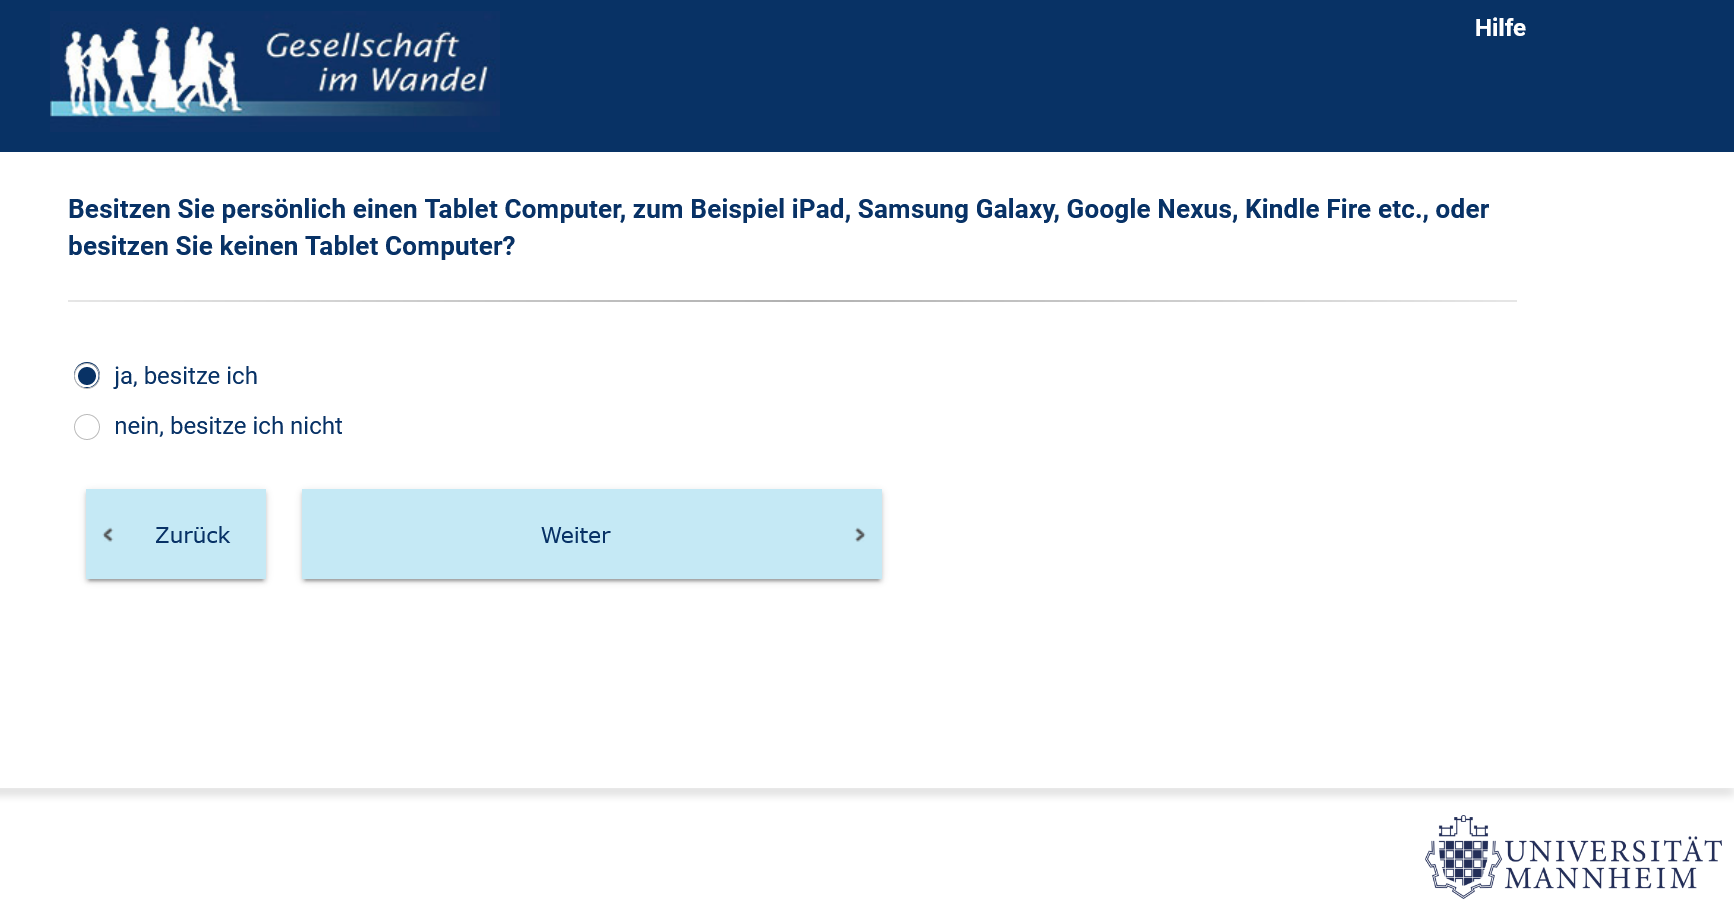 Gesellschaft
im Wandel
Hilfe
Besitzen Sie persönlich einen Tablet Computer, zum Beispiel iPad, Samsung Galaxy, Google Nexus, Kindle Fire etc., oder
besitzen Sie keinen Tablet Computer?
ja, besitze ich
nein, besitze ich nicht
Zurück
Weiter
UNIVERSITÄT
MANNHEIM